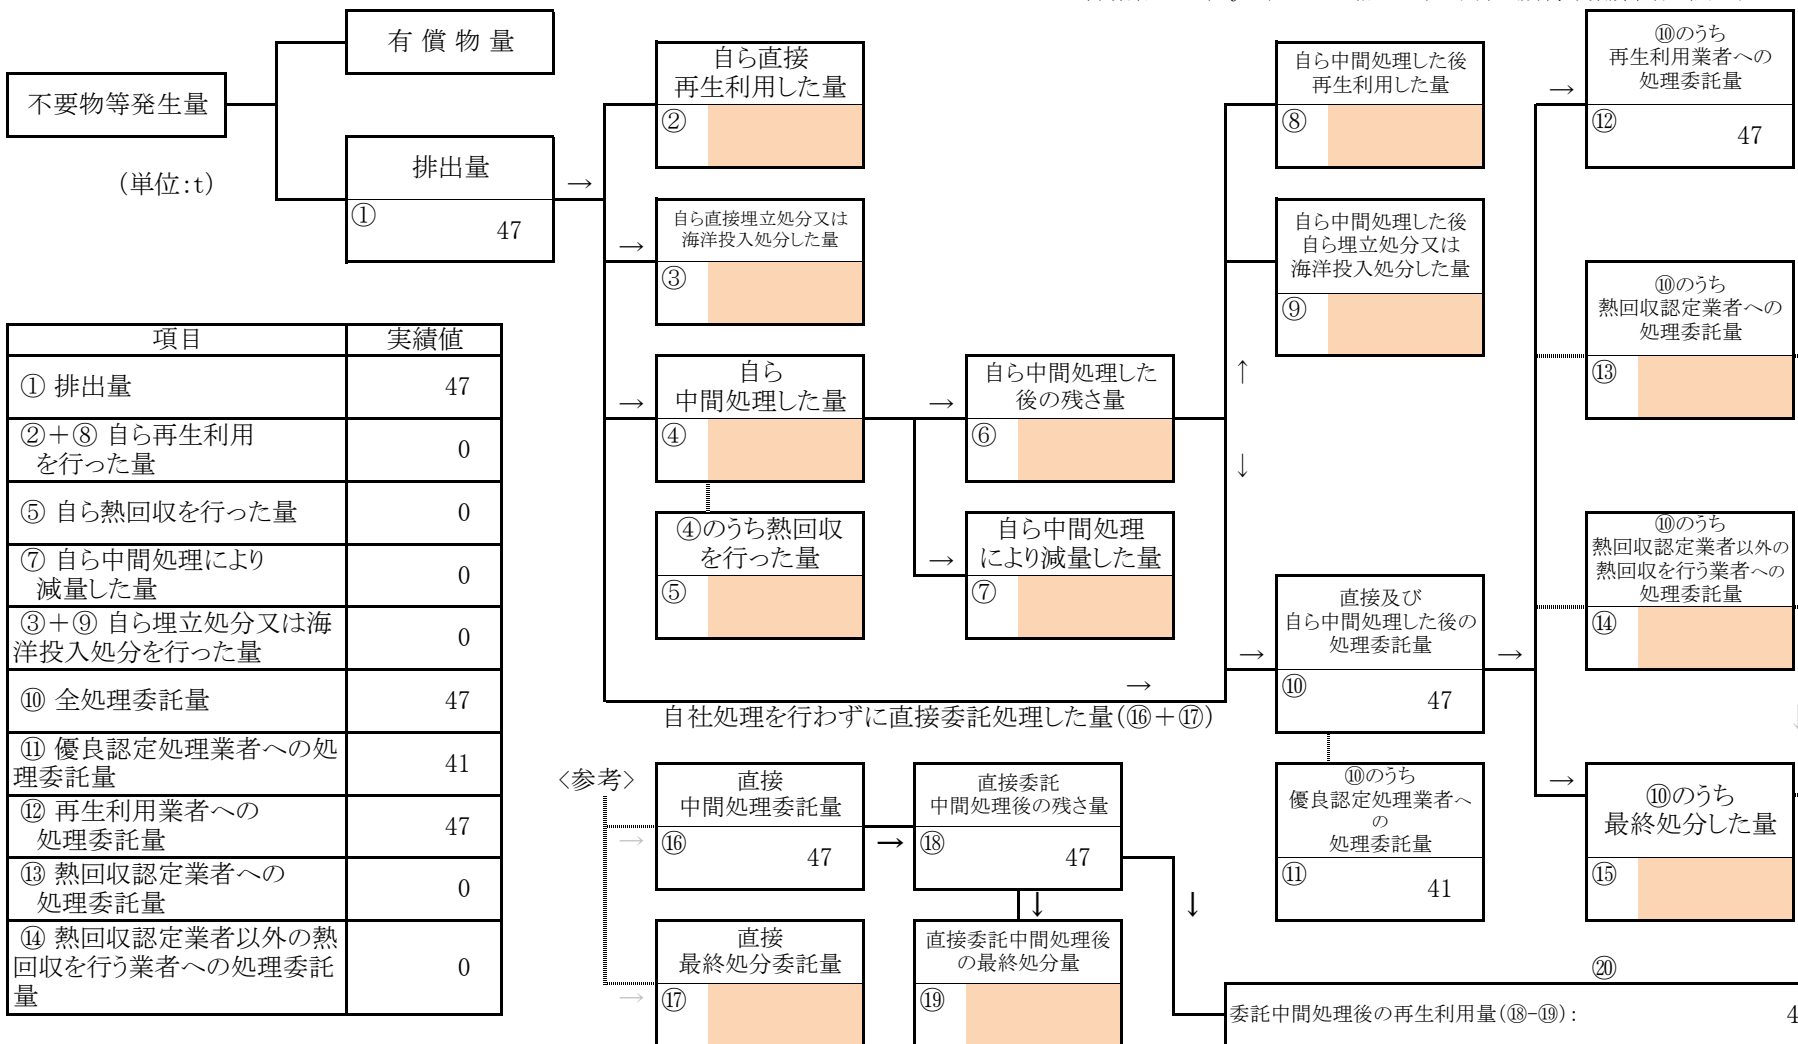 有償物量
不要物等発生量
(単位:t)
排出量
→
①
47
自ら直接
再生利用した量
②
自ら直接埋立処分又は
海洋投入処分した量
→
③
自ら
中間処理した量
→
④
④のうち熱回収
を行った量
⑤
自ら中間処理した
後の残さ量
→
⑥
自ら中間処理
により減量した量
→
⑦
自ら中間処理した後
再生利用した量
⑧
自ら中間処理した後
自ら埋立処分又は
海洋投入処分した量
⑨
↑
↓
直接及び
自ら中間処理した後の
処理委託量
→
⑩
47
→
⑩のうち
優良認定処理業者へ
の
処理委託量
⑪
41
⑩のうち
再生利用業者への
処理委託量
→
⑫
47
⑩のうち
熱回収認定業者への
処理委託量
⑬
⑩のうち
熱回収認定業者以外の
熱回収を行う業者への
処理委託量
⑭
⑩のうち
最終処分した量
→
⑮
→
自社処理を行わずに直接委託処理した量(⑯+⑰)
項目 実績値
① 排出量 47
②+⑧ 自ら再生利用
を行った量 0
⑤ 自ら熱回収を行った量 0
⑦ 自ら中間処理により
減量した量 0
③+⑨ 自ら埋立処分又は海
洋投入処分を行った量 0
⑩ 全処理委託量 47
⑪ 優良認定処理業者への処
理委託量 41
⑫ 再生利用業者への
処理委託量 47
⑬ 熱回収認定業者への
処理委託量 0
⑭ 熱回収認定業者以外の熱
回収を行う業者への処理委託
量 0
<参考>
直接
中間処理委託量
→
⑯
47
→
直接委託
中間処理後の残さ量
⑱
47
↓
↓
直接
最終処分委託量
→
⑰
直接委託中間処理後
の最終処分量
⑲
⑳
委託中間処理後の再生利用量(⑱-⑲):
4